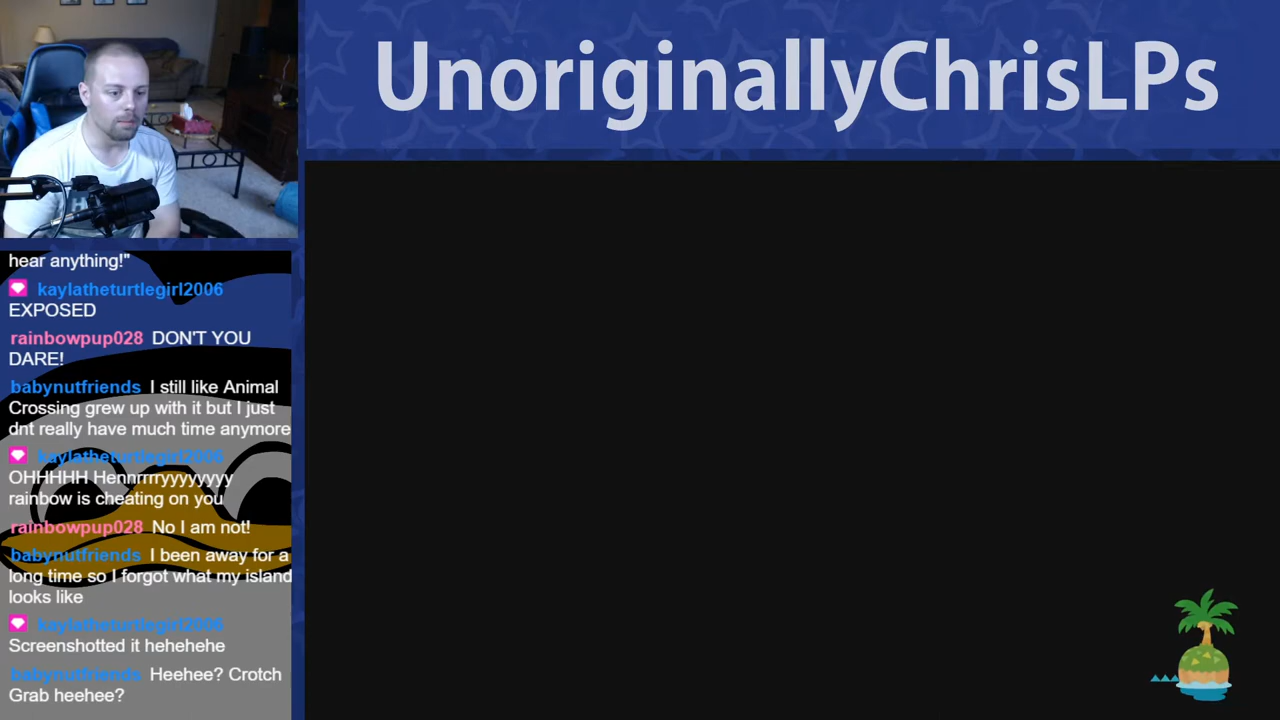 UnoriginallyChrisLPs
hear anything!"
kaylatheturtlegirl2006
EXPOSED
rainbowpup028 DON'T YOU
DARE!
babynutfriends I still like Animal
Crossing grew up with it but I just
dnt really have much time anymore
kaylatheturtlegirl2006
OHHHHH Hennrrrryyyyyyyy
rainbow is cheating on you
rainbowpup028 No I am not!
babynutfriends I been away for a
long time so I forgot what my island
looks like
kaylatheturtlegirl2006
Screenshotted it hehehehe
babynutfriends Heehee? Crotch
Grab heehee?